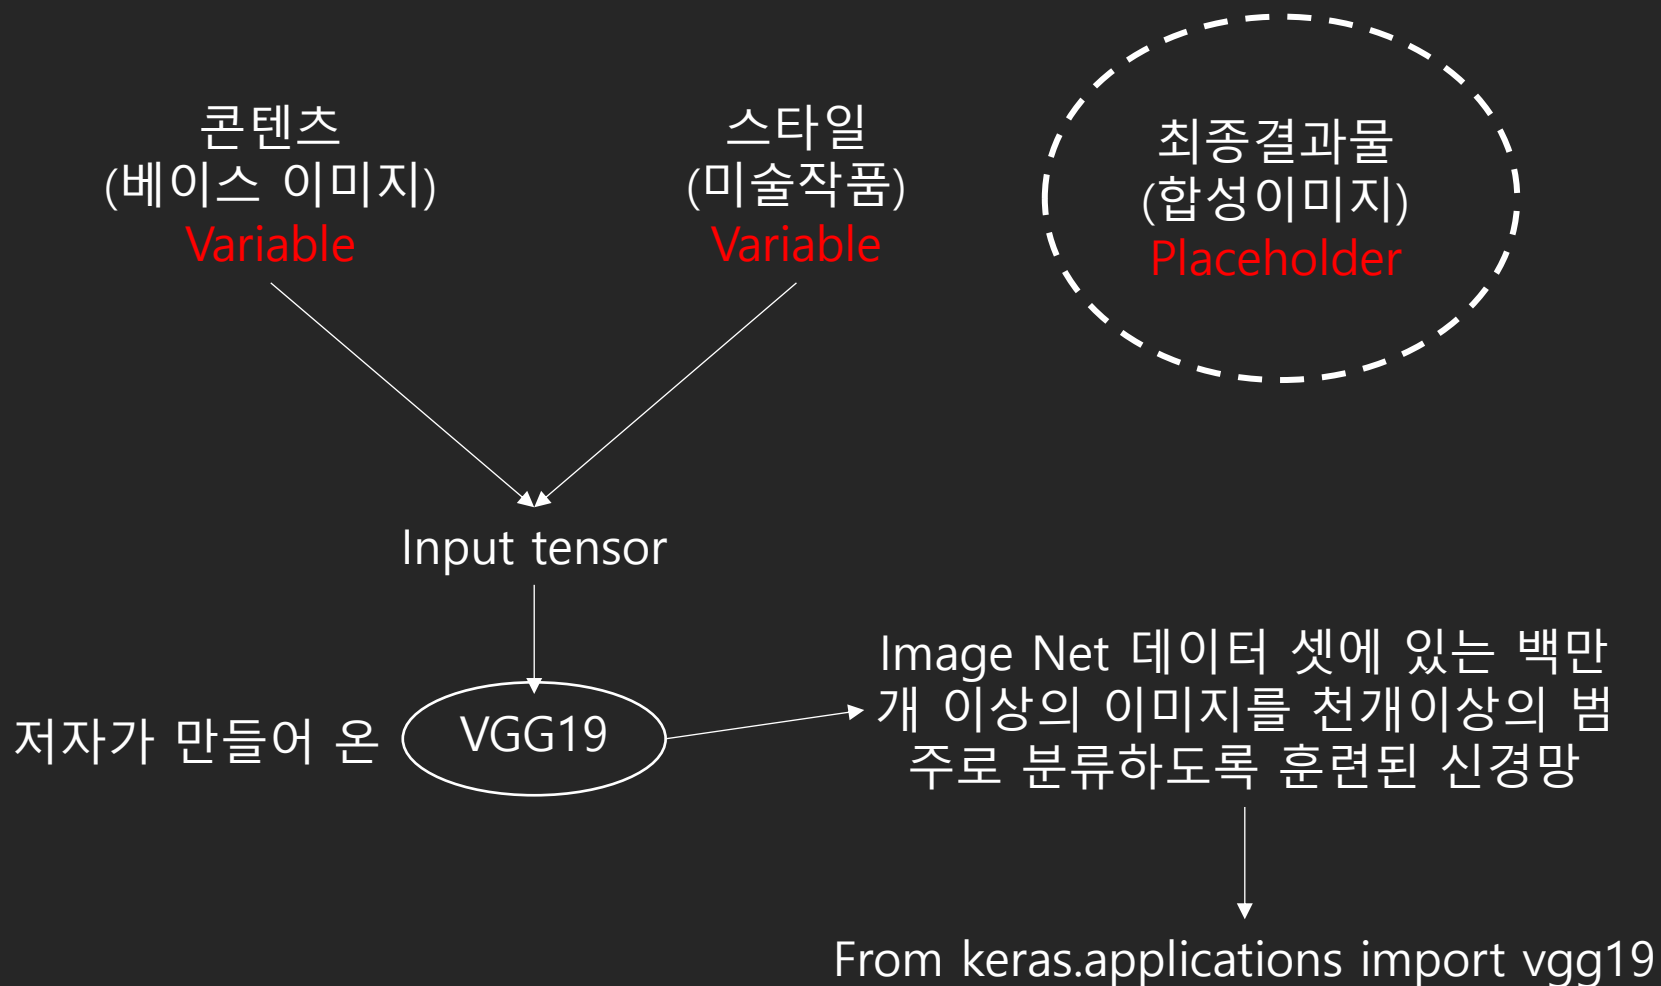 콘텐츠
(베이스 이미지)
Variable
스타일
(미술작품)
Variable
최종결과물
(합성이미지)
Placeholder
Input tensor
저자가 만들어 온
VGG19
Image Net 데이터 셋에 있는 백만
개 이상의 이미지를 천개이상의 범
주로 분류하도록 훈련된 신경망
From keras.applications import vgg19